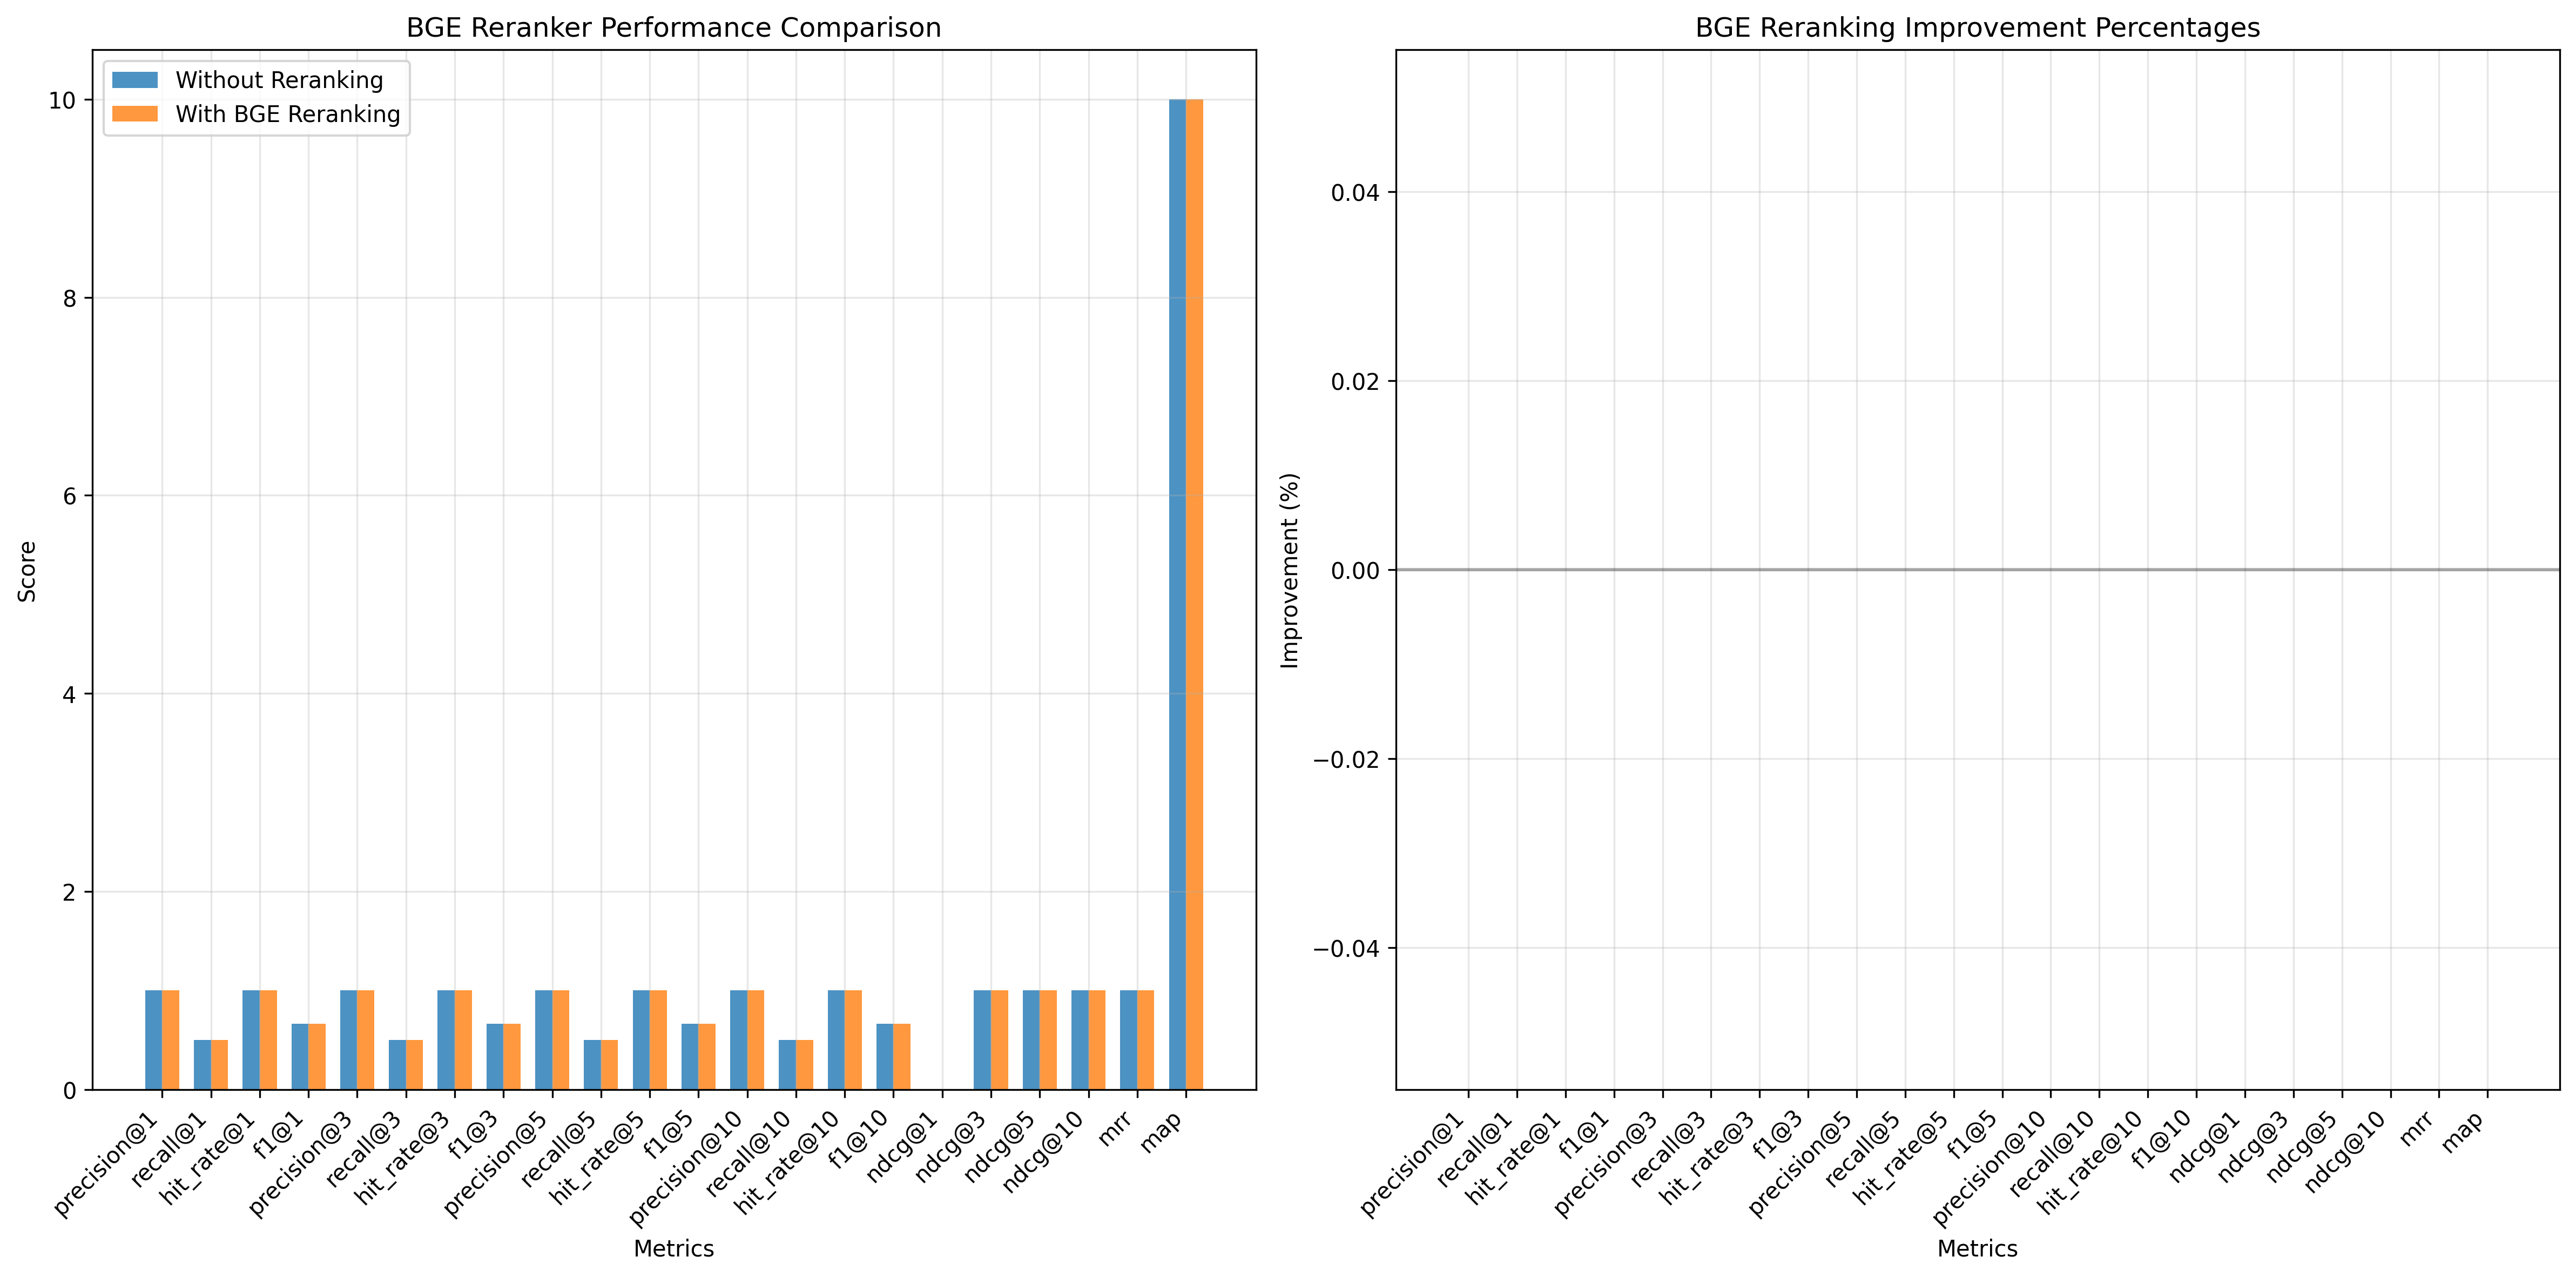 BGE Reranker Performance Comparison
Without Reranking
With BGE Reranking
Score
10
8
6
4
2
0
precision@1
recall@1
hit_rate@1
f1@1
precision@3
recall@3
hit_rate@3
f1@3
precision@5
recall@5
hit_rate@5
f1@5
precision@10
recall@10
hit_rate@10
f1@10
ndcg@1
ndcg@3
ndcg@5
ndcg@10
mrr
map
Metrics
BGE Reranking Improvement Percentages
Improvement (%)
0.04
0.02
0.00
−0.02
−0.04
precision@1
recall@1
hit_rate@1
f1@1
precision@3
recall@3
hit_rate@3
f1@3
precision@5
recall@5
hit_rate@5
f1@5
precision@10
recall@10
hit_rate@10
f1@10
ndcg@1
ndcg@3
ndcg@5
ndcg@10
mrr
map
Metrics